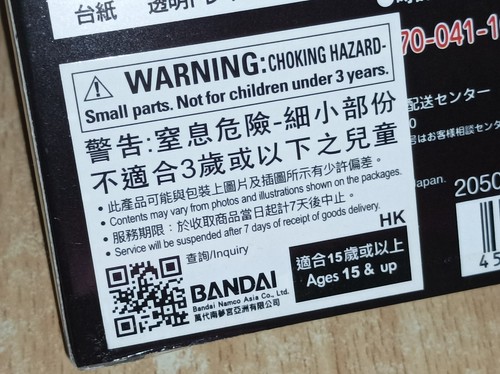 台紙
70-041-1
WARNING: CHOKING HAZARD-
Small parts. Not for children under 3 years.
警告:窒息危險-細小部份
不適合3歲或以下之兒童
• 此產品可能與包裝上圖片及插圖所示有少許偏差。
• Contents may vary from photos and illustrations shown on the packages.
• 服務期限：於收取商品當日起計7天後中止。
• Service will be suspended after 7 days of receipt of goods delivery.
HK
查詢/Inquiry
BANDAI
Bandai Namco Asia Co., Ltd.
萬代南夢宮亞洲有限公司
適合15歲或以上
Ages 15 & up
配送センター
はお客様相談センタ
Japan.
2050
4 5